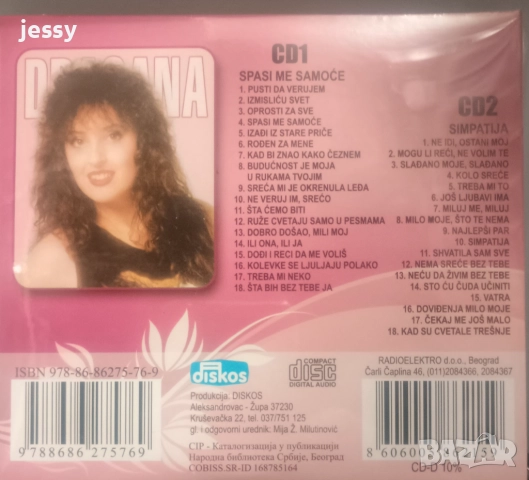 jessy
DRAGANA
CD1
SPASI ME SAMOĆE
1. PUSTI DA VERUJEM
2. IZMISLIĆU SVET
3. OPROSTI ZA SVE
4. SPASI ME SAMOĆE
5. IZAĐI IZ STARE PRIČE
6. ROĐEN ZA MENE
7. KAD BI ZNAO KAKO ČEZNEM
8. BUDUĆNOST JE MOJA
U RUKAMA TVOJIM
9. SREĆA MI JE OKRENULA LEĐA
10. NE VERUJ IM, SREĆO
11. ŠTA ĆEMO BITI
12. RUŽE CVETAJU SAMO U PESMAMA
13. DOBRO DOŠAO, MILI MOJ
14. ILI ONA, ILI JA
15. DOĐI I RECI DA ME VOLIŠ
16. KOLEVKE SE LJULJAJU POLAKO
17. TREBA MI NEKO
18. ŠTA BIH BEZ TEBE JA
CD2
SIMPATIJA
1. NE IDI, OSTANI MOJ
2. MOGU LI REĆI, NE VOLIM TE
3. SLAĐANO MOJE, SLAĐANO
4. KOLO SREĆE
5. TREBA MI TO
6. JOŠ LJUBAVI IMA
7. MILUJ ME, MILUJ
8. MILO MOJE, ŠTO TE NEMA
9. NAJLEPŠI PAR
10. SIMPATIJA
11. SHVATILA SAM SVE
12. NEMA SREĆE BEZ TEBE
13. NEĆU DA ŽIVIM BEZ TEBE
14. STO ĆU ČUDA UČINITI
15. VATRA
16. DOVIĐENJA MILO MOJE
17. ČEKAJ ME JOŠ MALO
18. KAD SU CVETALE TREŠNJE
ISBN 978-86-86275-76-9
9788686275769
diskos
COMPACT
disc
DIGITAL AUDIO
Produkcija: DISKOS
Aleksandrovac - Župa 37230
Kruševačka 22, tel. 037/751 125
gl. i odgovorni urednik: Mija Ž. Milutinović
CIP - Каталогизација у публикацији
Народна библиотека Србије, Београд
COBISS.SR-ID 168785164
RADIOELEKTRO d.o.o., Beograd
Čarli Čaplina 46, (011)2084366, 2084367
CD-D 10%